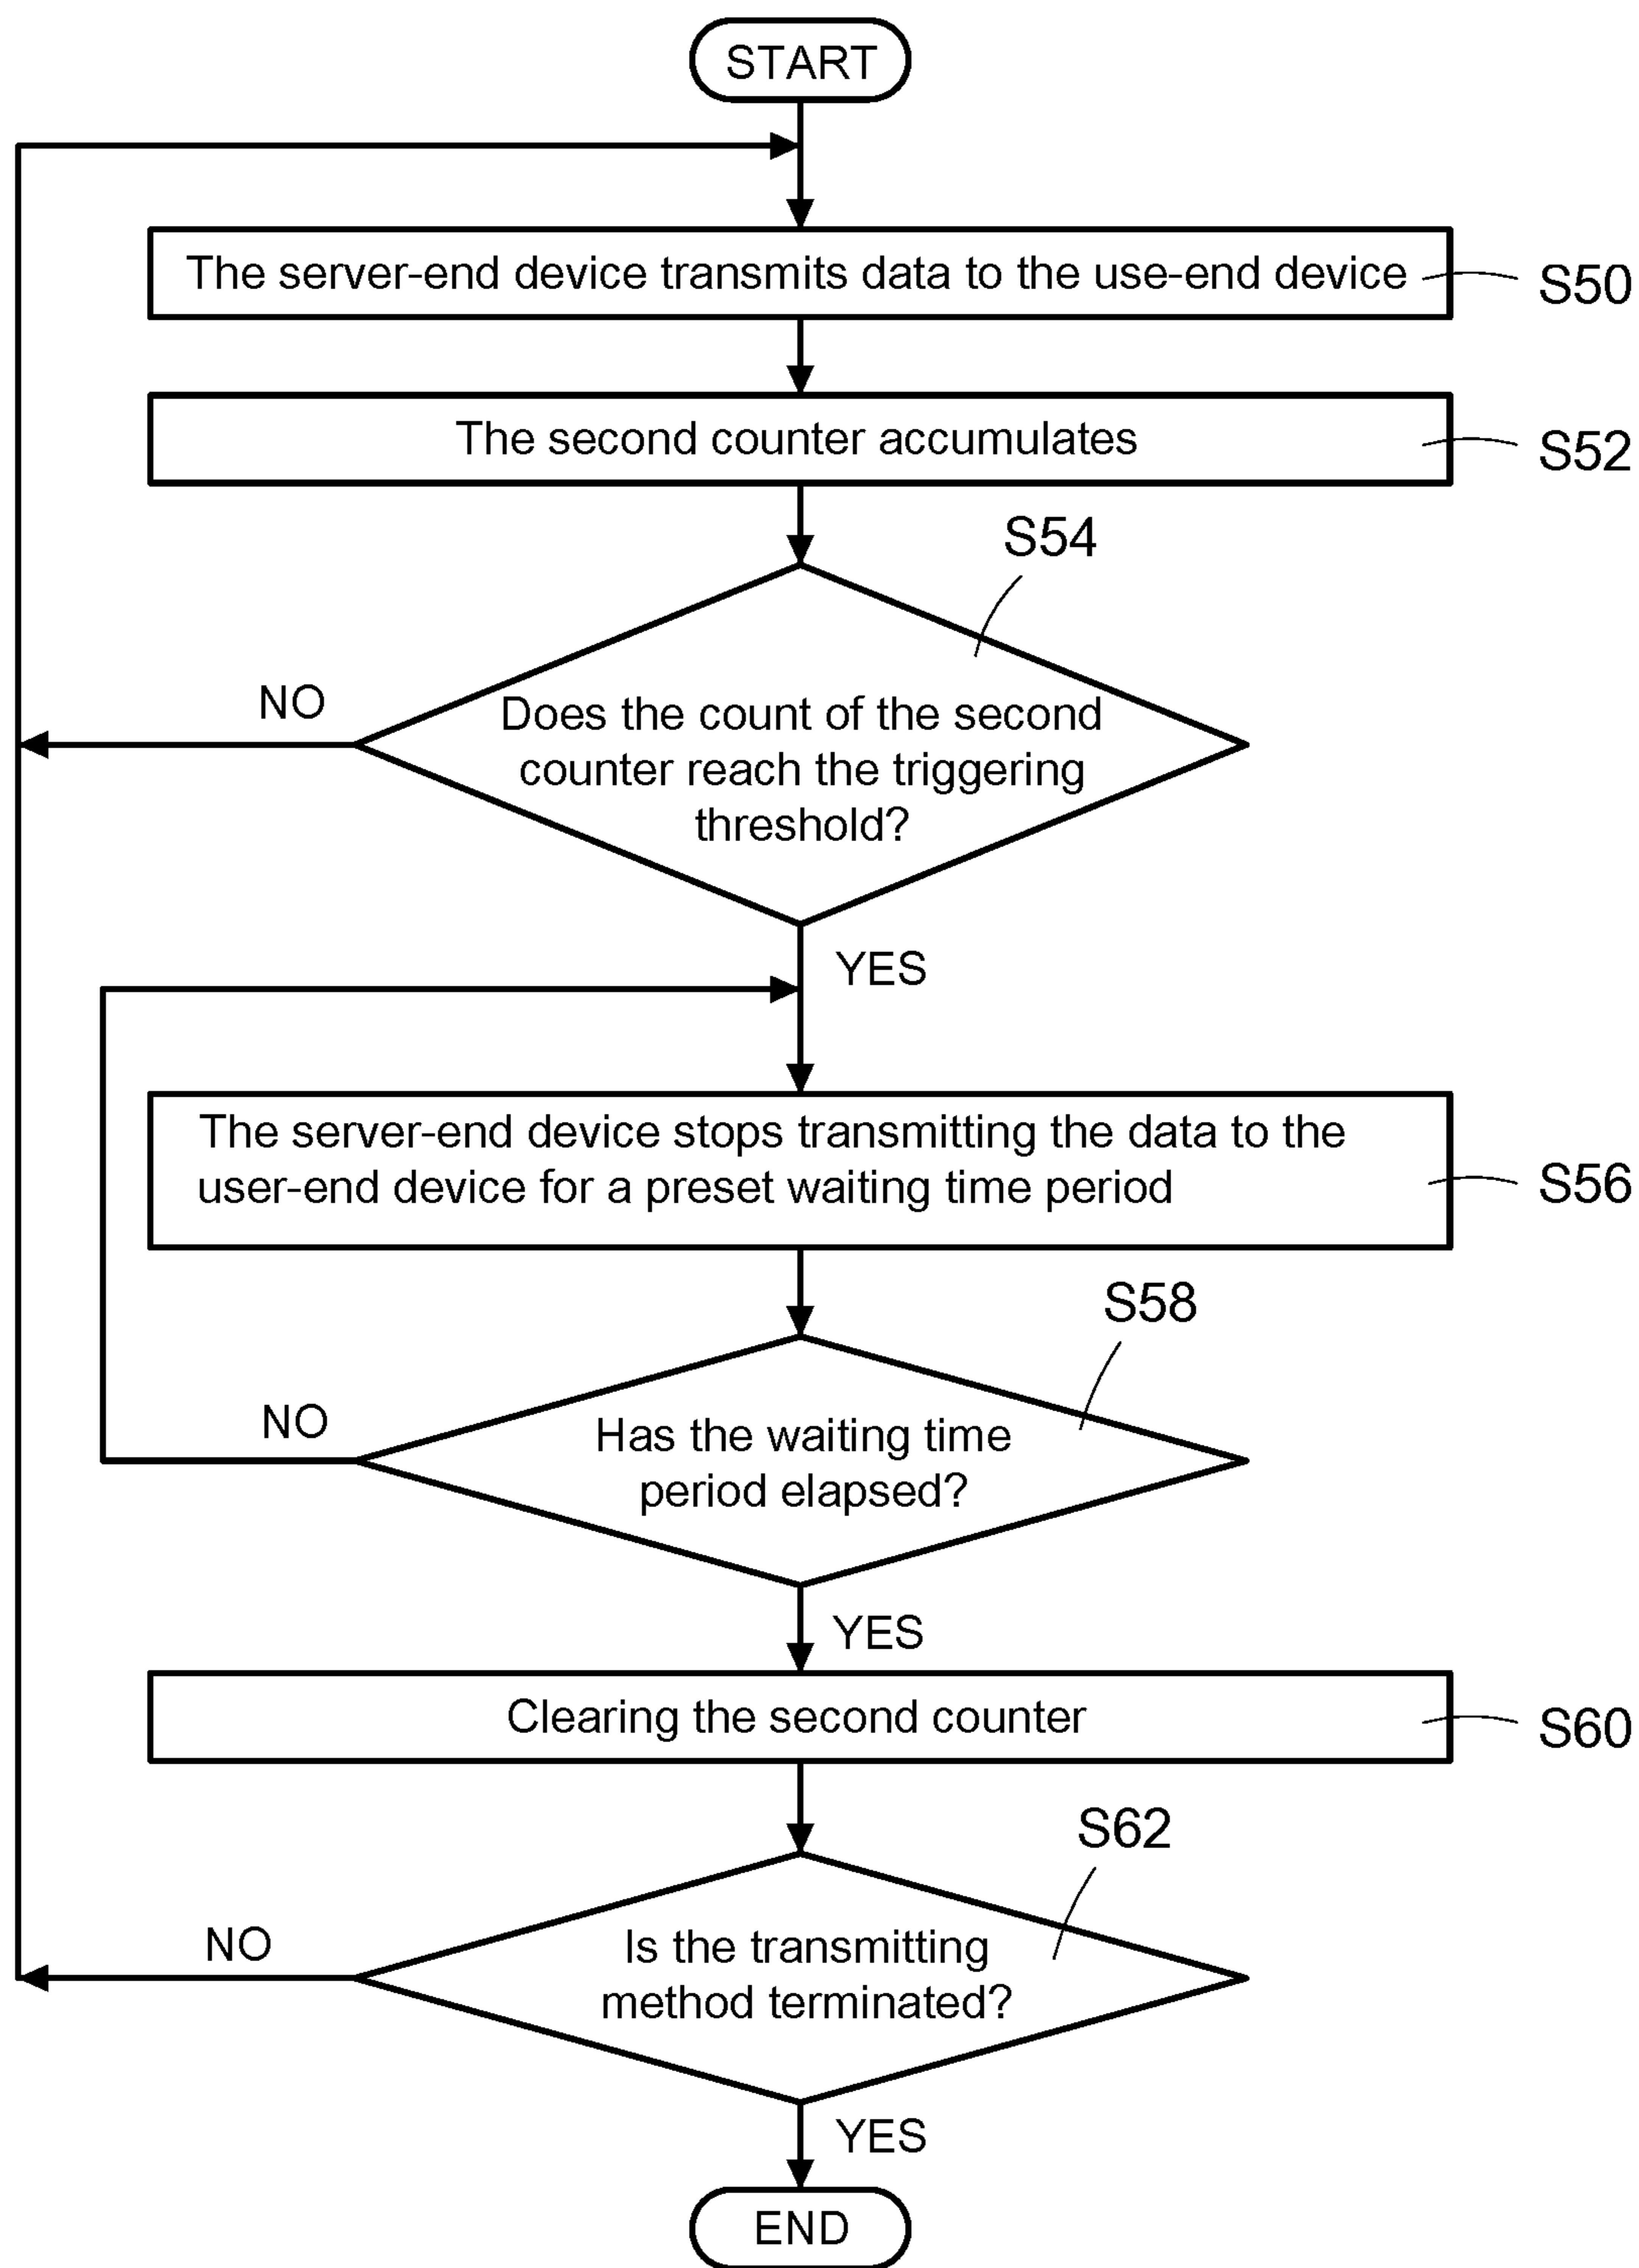 START
The server-end device transmits data to the use-end device
S50
The second counter accumulates
S52
S54
NO
Does the count of the second
counter reach the triggering
threshold?
YES
The server-end device stops transmitting the data to the
user-end device for a preset waiting time period
S56
S58
NO
Has the waiting time
period elapsed?
YES
Clearing the second counter
S60
S62
NO
Is the transmitting
method terminated?
YES
END